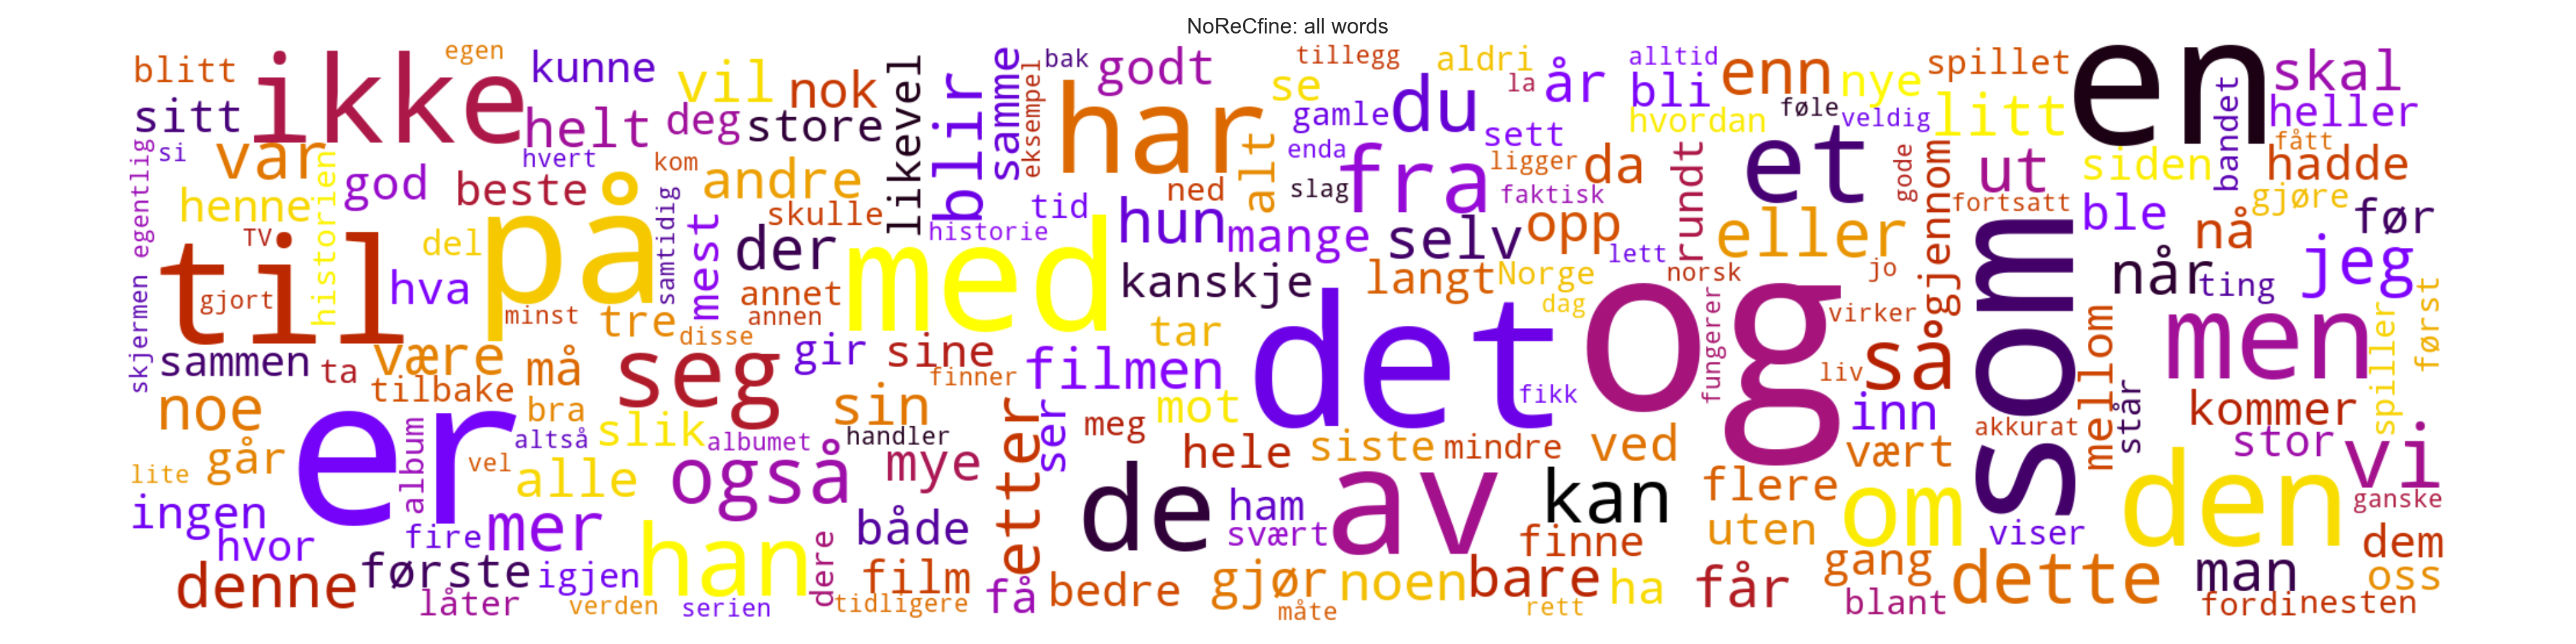 NoReCfine: all words
blitt
ikke
egen
kunne
vil
nok
likevel
blir
samme
bak
eksempel
godt
har
tillegg
se
aldri
du
la
år
alltid
bli
enn
nye
spillet
en
skal
sitt
helt
deg
store
gamle
sett
hvordan
føle
veldig
litt
bandet
heller
fått
si
egentlig
var
historien
hvert
kom
andre
alt
enda
fra
ligger
da
rundt
et
gode
gjennom
ut
siden
hadde
henne
god
beste
på
samtidig
mest
skulle
ned
slag
faktisk
fortsatt
gjøre
før
TV
del
der
historie
tid
hun
mange
selv
opp
lett
eller
som
ble
nå
skjermen
til
gjort
hva
minst
tre
annet
annen
med
kanskje
langt
Norge
norsk
jo
når
ting
jeg
disse
dag
det
og
fungerer
virker
så
mellom
men
spiller
først
sammen
ta
være
tilbake
må
seg
gir
sine
finner
filmen
tar
fikk
liv
står
noe
er
bra
sin
etter
ser
meg
mot
inn
akkurat
kommer
lite
går
album
vel
altså
slik
albumet
handler
hele
siste
mindre
ved
vært
stor
vi
ingen
alle
også
mye
de
ham
av
kan
flere
om
den
ganske
hvor
fire
mer
han
dere
både
svært
finne
uten
viser
dem
denne
første
igjen
film
få
bedre
gjør
noen
bare
ha
får
gang
dette
man
oss
låter
verden
serien
tidligere
måte
rett
blant
fordi
nesten